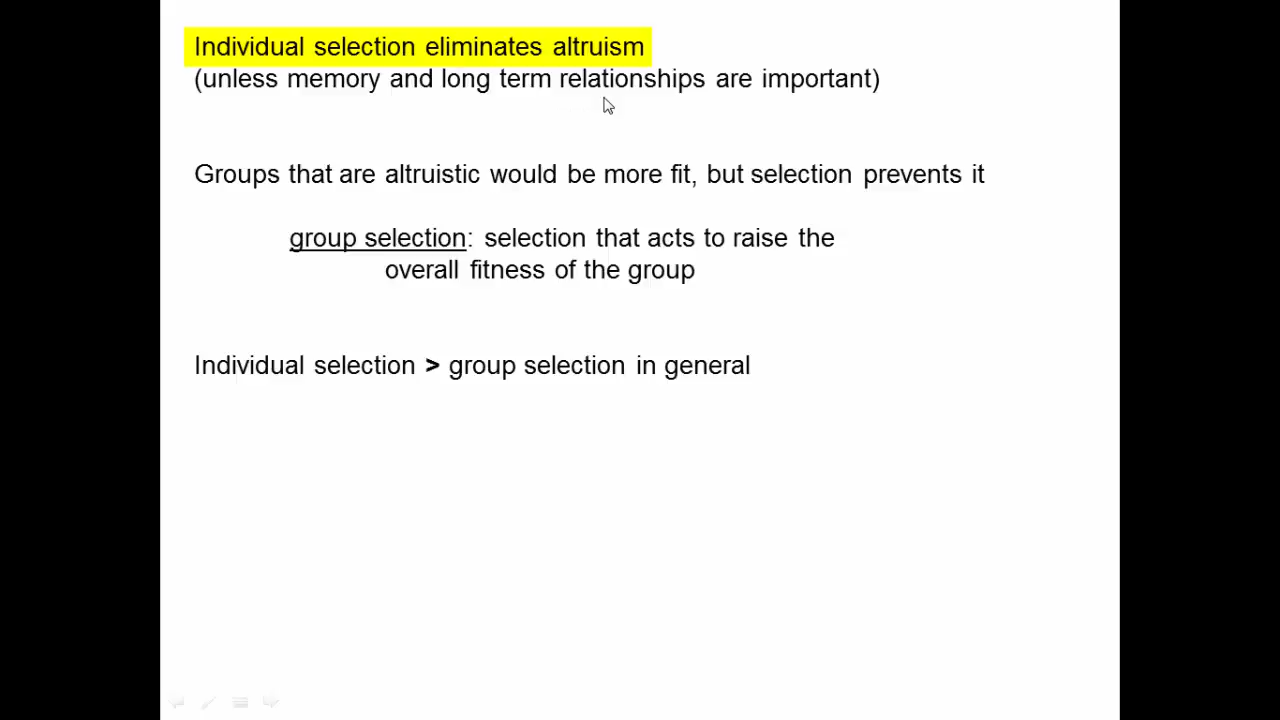 Individual selection eliminates altruism
(unless memory and long term relationships are important)
Groups that are altruistic would be more fit, but selection prevents it
group selection: selection that acts to raise the
overall fitness of the group
Individual selection > group selection in general